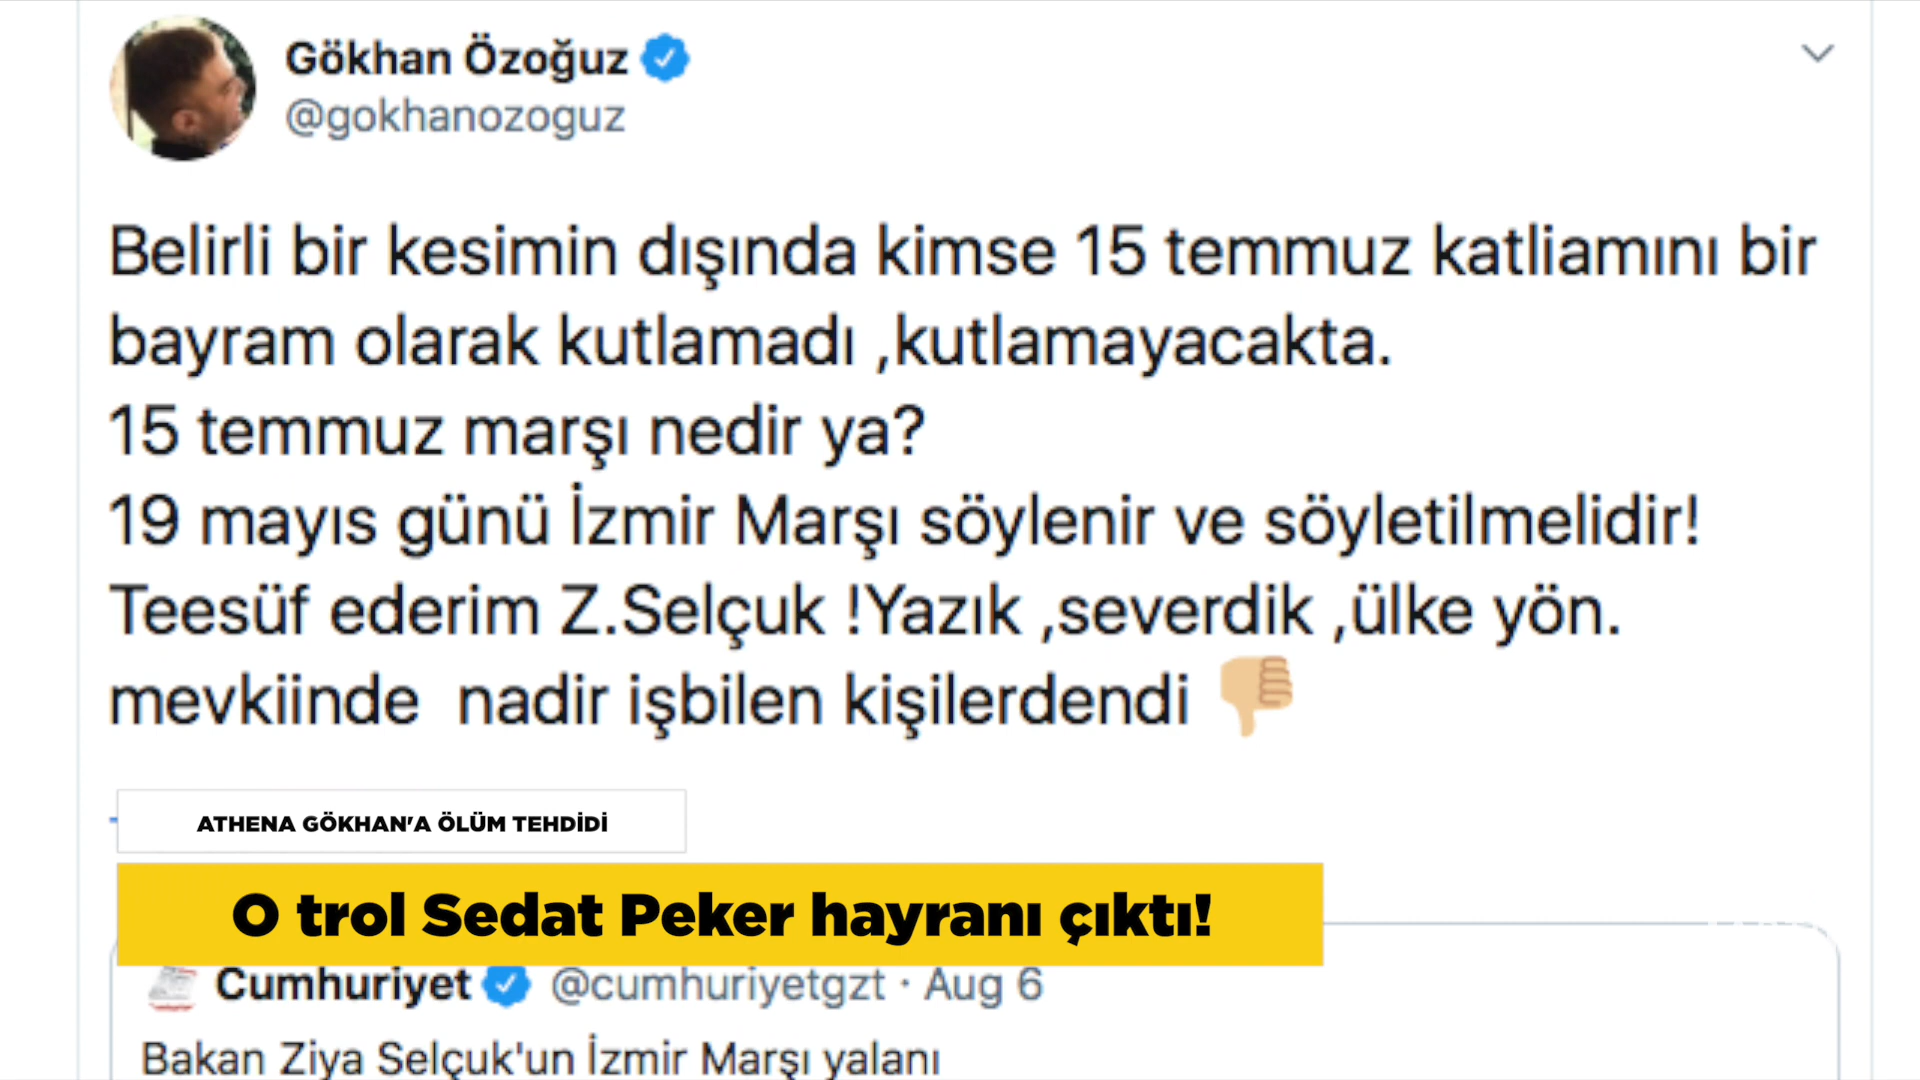 Gökhan Özoğuz
@gokhanozoguz
Belirli bir kesimin dışında kimse 15 temmuz katliamını bir
bayram olarak kutlamadı ,kutlamayacakta.
15 temmuz marşı nedir ya?
19 mayıs günü İzmir Marşı söylenir ve söyletilmelidir!
Teesüf ederim Z.Selçuk !Yazık ,severdik ,ülke yön.
mevkiinde  nadir işbilen kişilerdendi
ATHENA GÖKHAN'A ÖLÜM TEHDİDİ
O trol Sedat Peker hayranı çıktı!
Cumhuriyet @cumhuriyetgzt · Aug 6
Bakan Ziya Selçuk'un İzmir Marşı yalanı